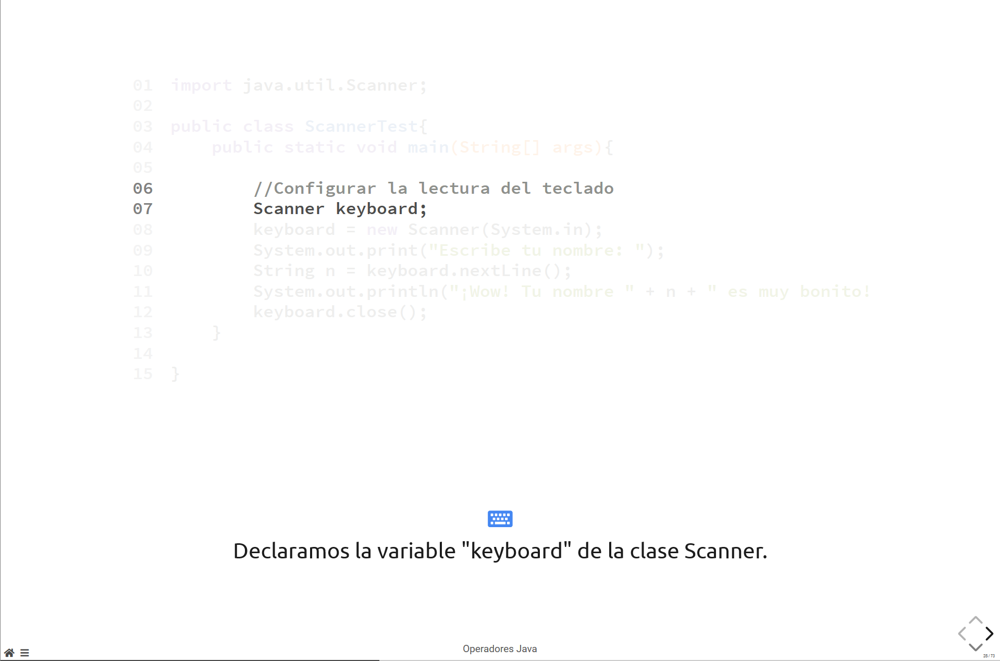 01 import java.util.Scanner;
02
03 public class ScannerTest{
04 public static void main(String[] args){
05
06 //Configurar la lectura del teclado
07 Scanner keyboard;
08 keyboard = new Scanner(System.in);
09 System.out.print("Escribe tu nombre: ");
10 String n = keyboard.nextLine();
11 System.out.println("¡Wow! Tu nombre " + n + " es muy bonito!
12 keyboard.close();
13 }
14
15 }
Declaramos la variable "keyboard" de la clase Scanner.
Operadores Java
28 / 73